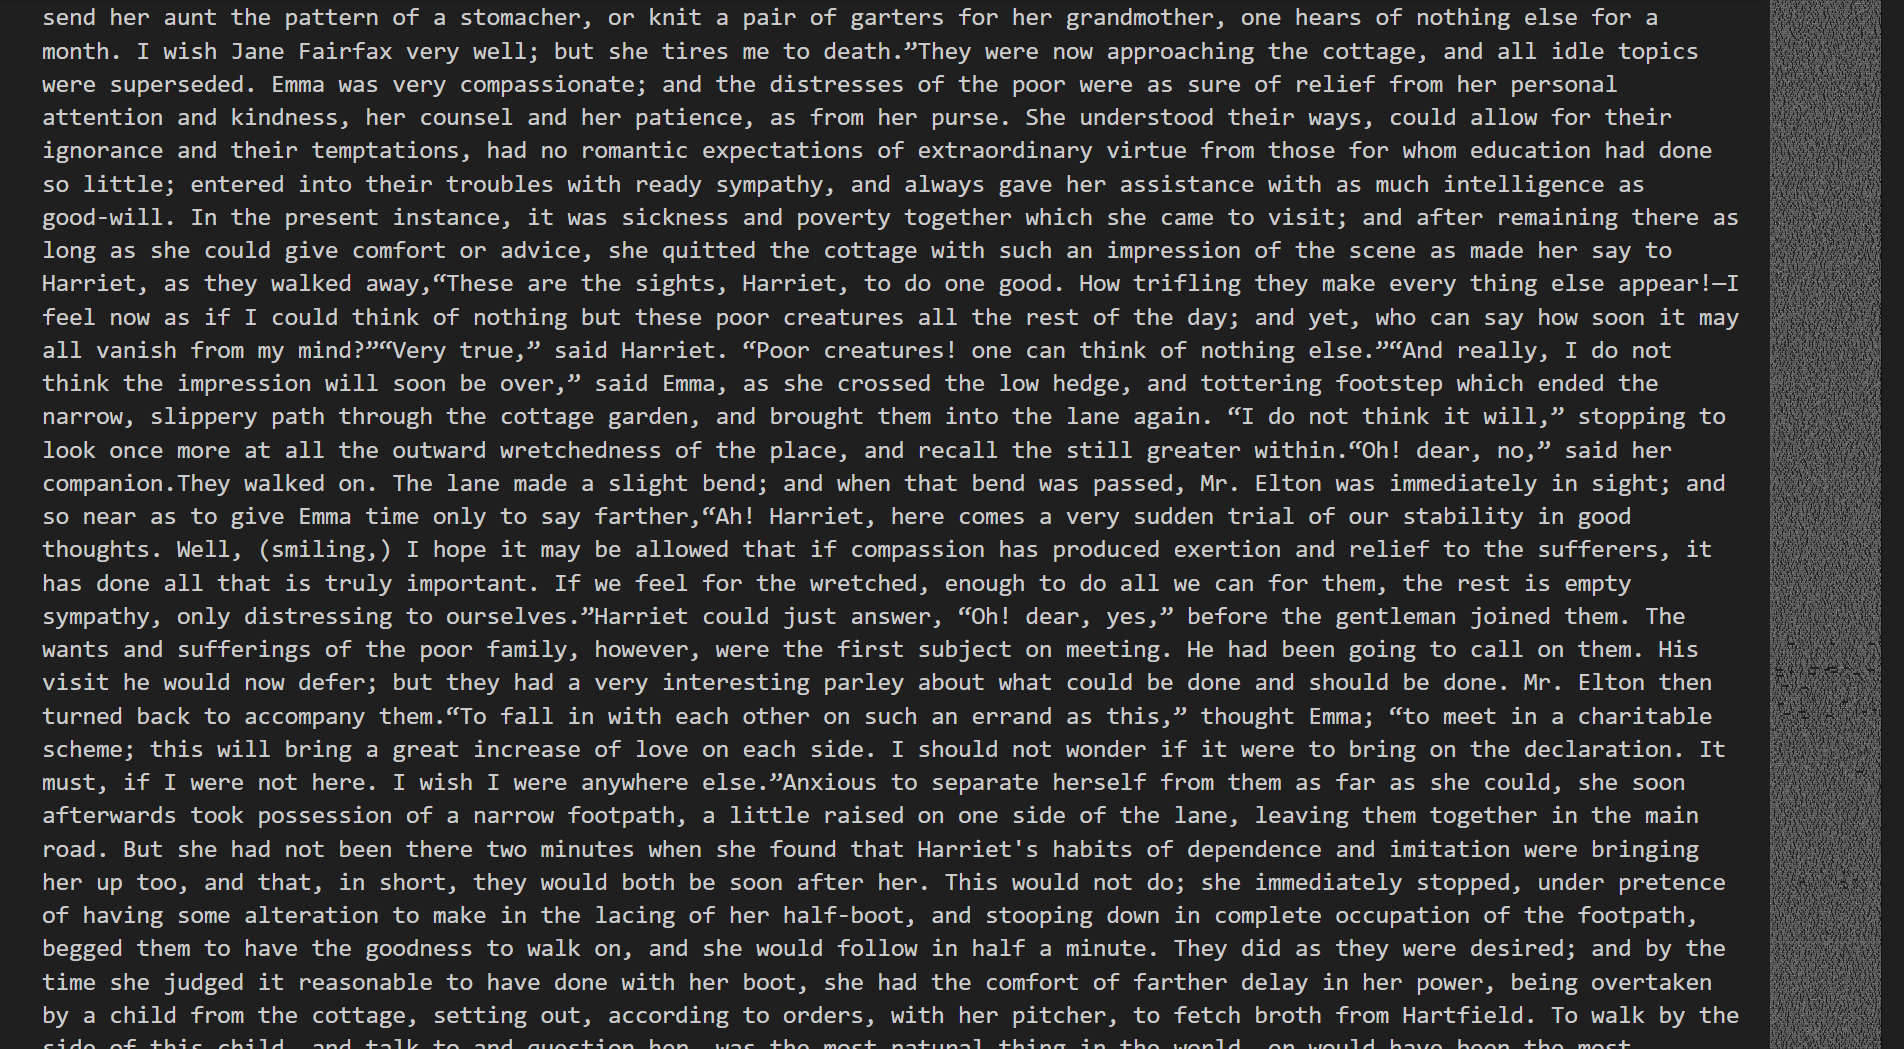 send her aunt the pattern of a stomacher, or knit a pair of garters for her grandmother, one hears of nothing else for a
month. I wish Jane Fairfax very well; but she tires me to death.”They were now approaching the cottage, and all idle topics
were superseded. Emma was very compassionate; and the distresses of the poor were as sure of relief from her personal
attention and kindness, her counsel and her patience, as from her purse. She understood their ways, could allow for their
ignorance and their temptations, had no romantic expectations of extraordinary virtue from those for whom education had done
so little; entered into their troubles with ready sympathy, and always gave her assistance with as much intelligence as
good-will. In the present instance, it was sickness and poverty together which she came to visit; and after remaining there as
long as she could give comfort or advice, she quitted the cottage with such an impression of the scene as made her say to
Harriet, as they walked away,“These are the sights, Harriet, to do one good. How trifling they make every thing else appear!—I
feel now as if I could think of nothing but these poor creatures all the rest of the day; and yet, who can say how soon it may
all vanish from my mind?”“Very true,” said Harriet. “Poor creatures! one can think of nothing else.”“And really, I do not
think the impression will soon be over,” said Emma, as she crossed the low hedge, and tottering footstep which ended the
narrow, slippery path through the cottage garden, and brought them into the lane again. “I do not think it will,” stopping to
look once more at all the outward wretchedness of the place, and recall the still greater within.“Oh! dear, no,” said her
companion.They walked on. The lane made a slight bend; and when that bend was passed, Mr. Elton was immediately in sight; and
so near as to give Emma time only to say farther,“Ah! Harriet, here comes a very sudden trial of our stability in good
thoughts. Well, (smiling,) I hope it may be allowed that if compassion has produced exertion and relief to the sufferers, it
has done all that is truly important. If we feel for the wretched, enough to do all we can for them, the rest is empty
sympathy, only distressing to ourselves.”Harriet could just answer, “Oh! dear, yes,” before the gentleman joined them. The
wants and sufferings of the poor family, however, were the first subject on meeting. He had been going to call on them. His
visit he would now defer; but they had a very interesting parley about what could be done and should be done. Mr. Elton then
turned back to accompany them.“To fall in with each other on such an errand as this,” thought Emma; “to meet in a charitable
scheme; this will bring a great increase of love on each side. I should not wonder if it were to bring on the declaration. It
must, if I were not here. I wish I were anywhere else.”Anxious to separate herself from them as far as she could, she soon
afterwards took possession of a narrow footpath, a little raised on one side of the lane, leaving them together in the main
road. But she had not been there two minutes when she found that Harriet's habits of dependence and imitation were bringing
her up too, and that, in short, they would both be soon after her. This would not do; she immediately stopped, under pretence
of having some alteration to make in the lacing of her half-boot, and stooping down in complete occupation of the footpath,
begged them to have the goodness to walk on, and she would follow in half a minute. They did as they were desired; and by the
time she judged it reasonable to have done with her boot, she had the comfort of farther delay in her power, being overtaken
by a child from the cottage, setting out, according to orders, with her pitcher, to fetch broth from Hartfield. To walk by the
side of this child, and talk to and question her, was the most natural thing in the world, or would have been the most